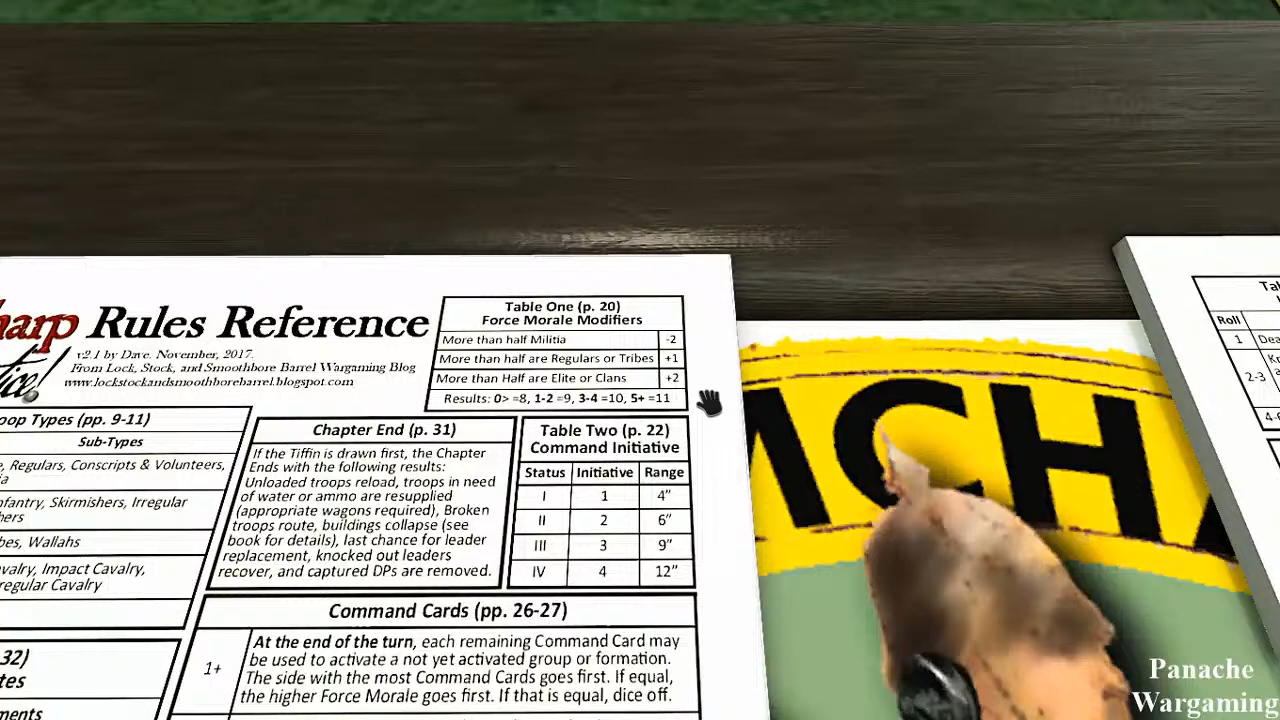 Rules Reference
v2.1 by Dave. November, 2017.
From Lock, Stock, and Smoothbore Barrel Wargaming Blog
www.lockstockandsmoothborebarrel.blogspot.com
Table One (p. 20)
Force Morale Modifiers
More than half Militia -2
More than half are Regulars or Tribes +1
More than Half are Elite or Clans +2
Results: 0> =8, 1-2 =9, 3-4 =10, 5+ =11
oop Types (pp. 9-11)
Sub-Types
e, Regulars, Conscripts & Volunteers,
nfantry, Skirmishers, Irregular
hers
bes, Wallahs
valry, Impact Cavalry,
regular Cavalry
32)
tes
ments
Chapter End (p. 31)
If the Tiffin is drawn first, the Chapter
Ends with the following results:
Unloaded troops reload, troops in need
of water or ammo are resupplied
(appropriate wagons required), Broken
troops route, buildings collapse (see
book for details), last chance for leader
replacement, knocked out leaders
recover, and captured DPs are removed.
Table Two (p. 22)
Command Initiative
Status Initiative Range
I 1 4”
II 2 6”
III 3 9”
IV 4 12”
Command Cards (pp. 26-27)
1+
At the end of the turn, each remaining Command Card may
be used to activate a not yet activated group or formation.
The side with the most Command Cards goes first. If equal,
the higher Force Morale goes first. If that is equal, dice off.
MCH
Roll
1 Dea
2-3
Panache
Wargaming